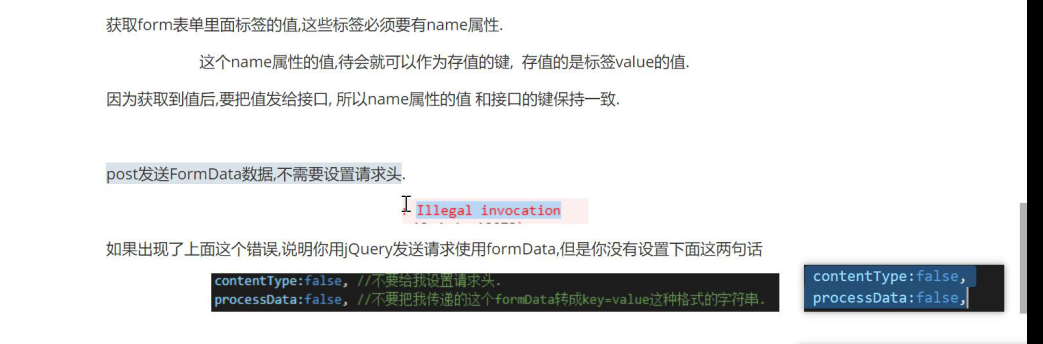 获取form表单里面标签的值,这些标签必须要有name属性.
这个name属性的值,待会就可以作为存值的键, 存值的是标签value的值.
因为获取到值后,要把值发给接口, 所以name属性的值 和接口的键保持一致.
post发送FormData数据,不需要设置请求头.
Illegal invocation
如果出现了上面这个错误,说明你用jQuery发送请求使用formData,但是你没有设置下面这两句话
contentType:false, //不要给我设置请求头.
processData:false, //不要把我传递的这个formData转成key=value这种格式的字符串.
contentType:false,
processData:false,